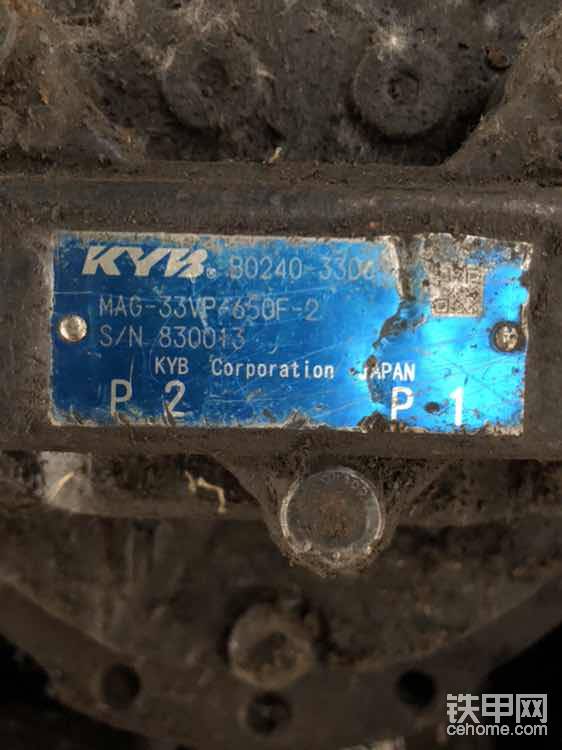 KYB® B0240-3300
MAG-33VP-650F-2
S/N 830013
KYB Corporation JAPAN
P 2 P 1
铁甲网
cehome.com